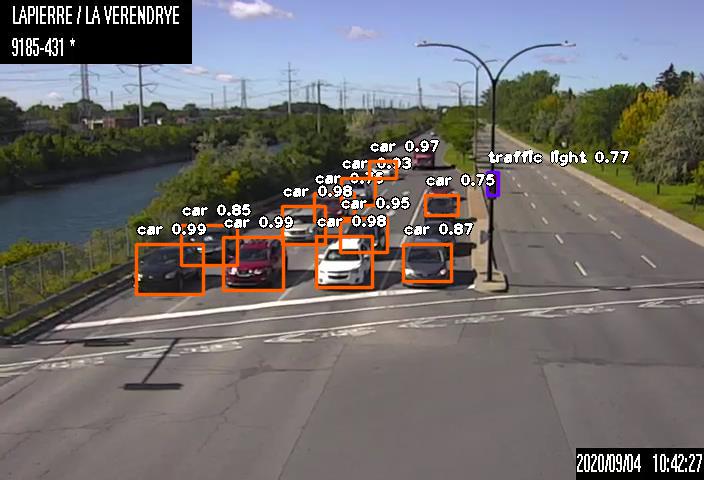 LAPIERRE / LA VERENDRYE
9185-431 *
car 0.97
traffic light 0.77
car 0.75
car 0.98
car 0.95
car 0.85
car 0.99
car 0.98
car 0.99
car 0.87
2020/09/04 10:42:27